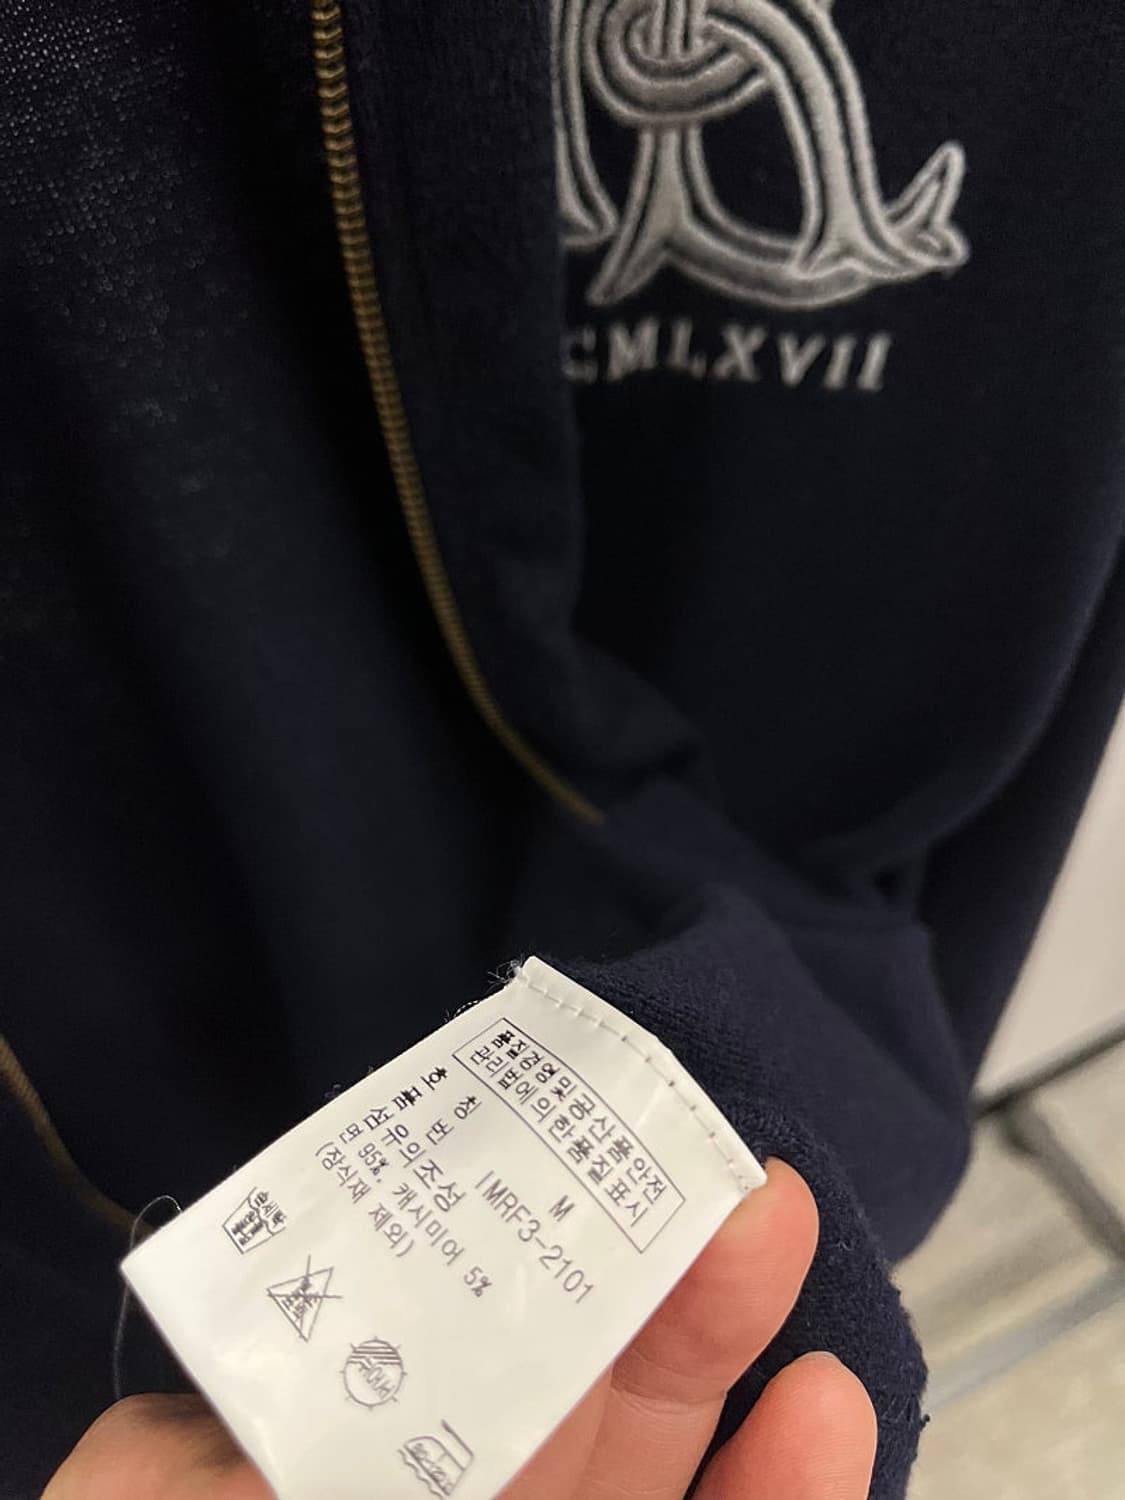 CMLXVII
품질경영 및 공산품안전
관리법에 의한 품질표시
호 칭 M
품 번 IMRF3-2101
섬유의조성
면 95%, 캐시미어 5%
(장식재 제외)